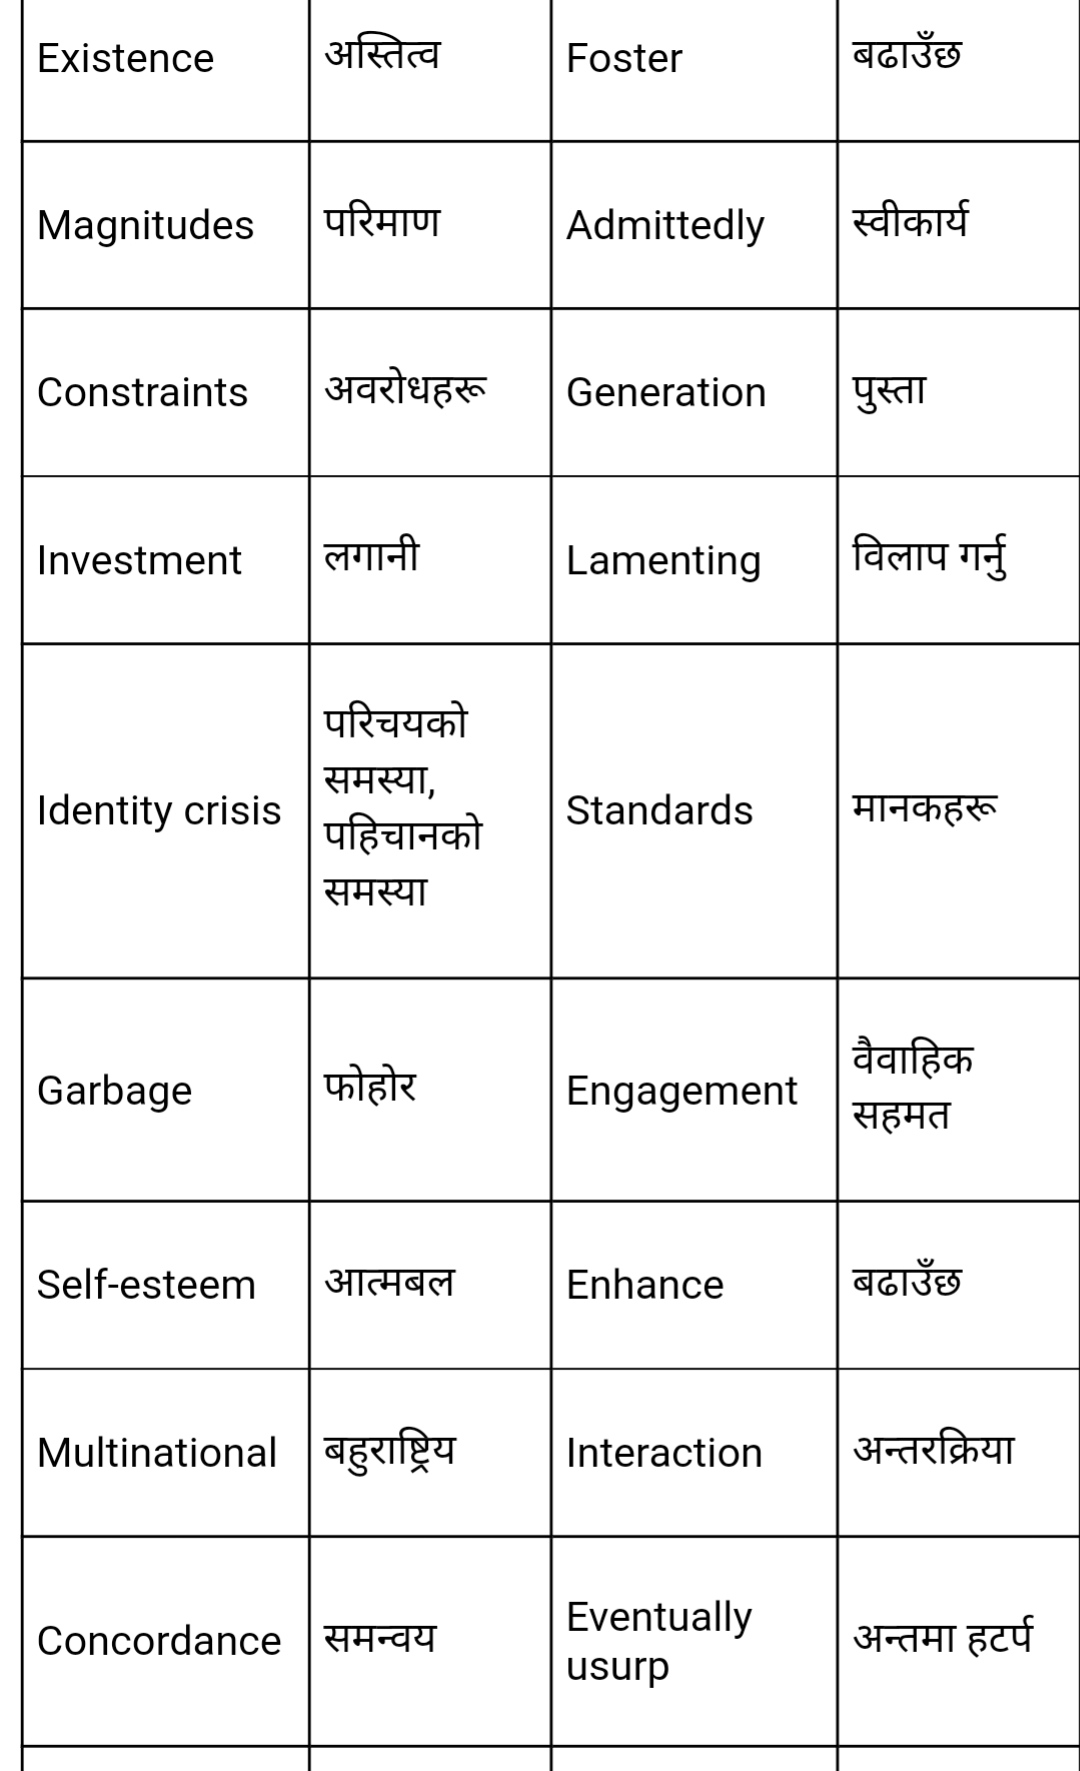 Existence अस्तित्व Foster बढाउँछ
Magnitudes परिमाण Admittedly स्वीकार्य
Constraints अवरोधहरू Generation पुस्ता
Investment लगानी Lamenting विलाप गर्नु
Identity crisis
परिचयको
समस्या,
पहिचानको
समस्या
Standards मानकहरू
Garbage फोहोर Engagement
वैवाहिक
सहमत
Self-esteem आत्मबल Enhance बढाउँछ
Multinational बहुराष्ट्रिय Interaction अन्तरक्रिया
Concordance समन्वय
Eventually
usurp
अन्तमा हटर्प